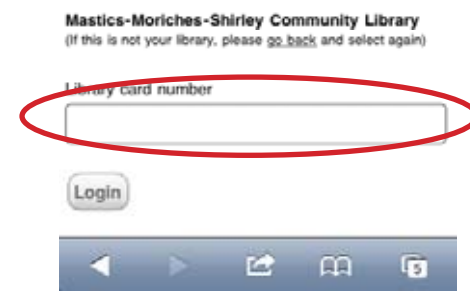 Mastics-Moriches-Shirley Community Library
(If this is not your library, please go back and select again)
Library card number
Login
5